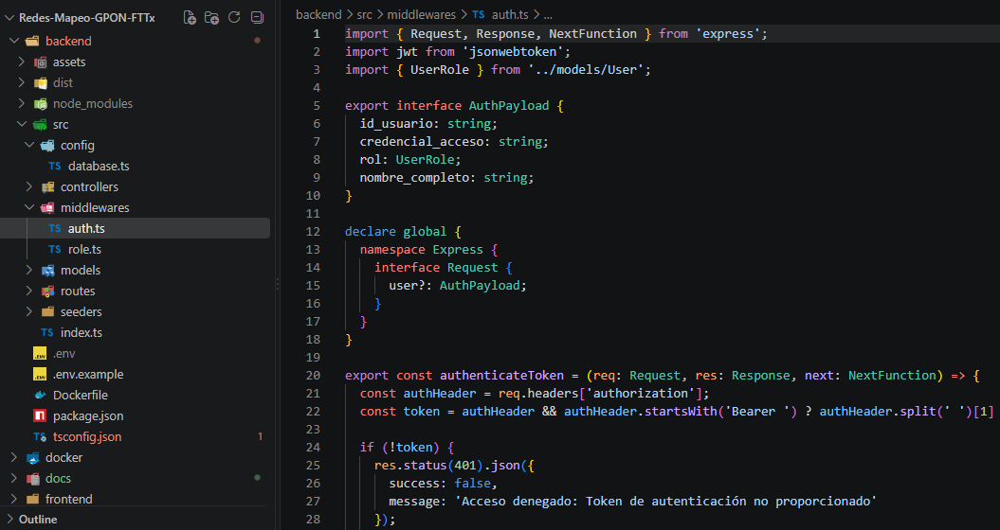 Redes-Mapeo-GPON-FTTx
backend
assets
dist
node_modules
src
config
TS database.ts
controllers
middlewares
TS auth.ts
TS role.ts
models
routes
seeders
TS index.ts
.env
.env.example
Dockerfile
package.json
TS tsconfig.json 1
docker
docs
frontend
Outline
backend > src > middlewares > TS auth.ts > ...
1 import { Request, Response, NextFunction } from 'express';
2 import jwt from 'jsonwebtoken';
3 import { UserRole } from '../models/User';
4
5 export interface AuthPayload {
6   id_usuario: string;
7   credencial_acceso: string;
8   rol: UserRole;
9   nombre_completo: string;
10 }
11
12 declare global {
13   namespace Express {
14     interface Request {
15       user?: AuthPayload;
16     }
17   }
18 }
19
20 export const authenticateToken = (req: Request, res: Response, next: NextFunction) => {
21   const authHeader = req.headers['authorization'];
22   const token = authHeader && authHeader.startsWith('Bearer ') ? authHeader.split(' ')[1]
23
24   if (!token) {
25     res.status(401).json({
26       success: false,
27       message: 'Acceso denegado: Token de autenticación no proporcionado'
28     });